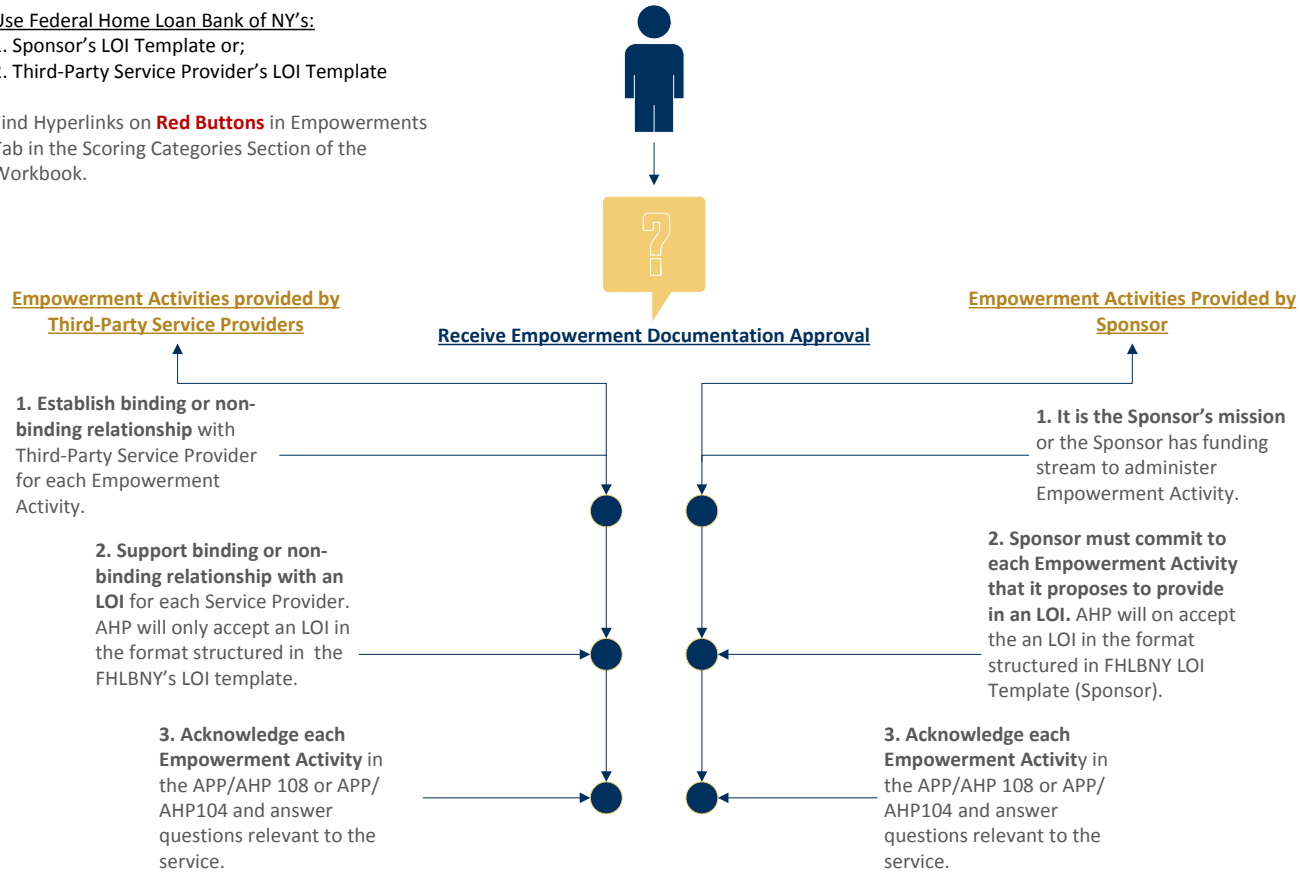 Use Federal Home Loan Bank of NY's:
1. Sponsor's LOI Template or;
2. Third-Party Service Provider's LOI Template
Find Hyperlinks on Red Buttons in Empowerments
Tab in the Scoring Categories Section of the
Workbook.
?
Receive Empowerment Documentation Approval
Empowerment Activities provided by
Third-Party Service Providers
1. Establish binding or non-
binding relationship with
Third-Party Service Provider
for each Empowerment
Activity.
2. Support binding or non-
binding relationship with an
LOI for each Service Provider.
AHP will only accept an LOI in
the format structured in the
FHLBNY's LOI template.
3. Acknowledge each
Empowerment Activity in
the APP/AHP 108 or APP/
AHP104 and answer
questions relevant to the
service.
Empowerment Activities Provided by
Sponsor
1. It is the Sponsor's mission
or the Sponsor has funding
stream to administer
Empowerment Activity.
2. Sponsor must commit to
each Empowerment Activity
that it proposes to provide
in an LOI. AHP will on accept
the an LOI in the format
structured in FHLBNY LOI
Template (Sponsor).
3. Acknowledge each
Empowerment Activity in
the APP/AHP 108 or APP/
AHP104 and answer
questions relevant to the
service.